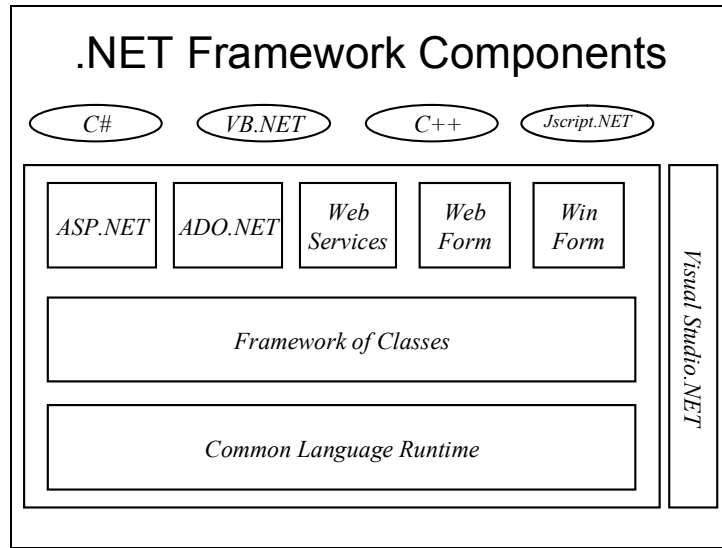 .NET Framework Components
C#
VB.NET
C++
Jscript.NET
ASP.NET
ADO.NET
Web
Services
Web
Form
Win
Form
Framework of Classes
Common Language Runtime
Visual Studio.NET